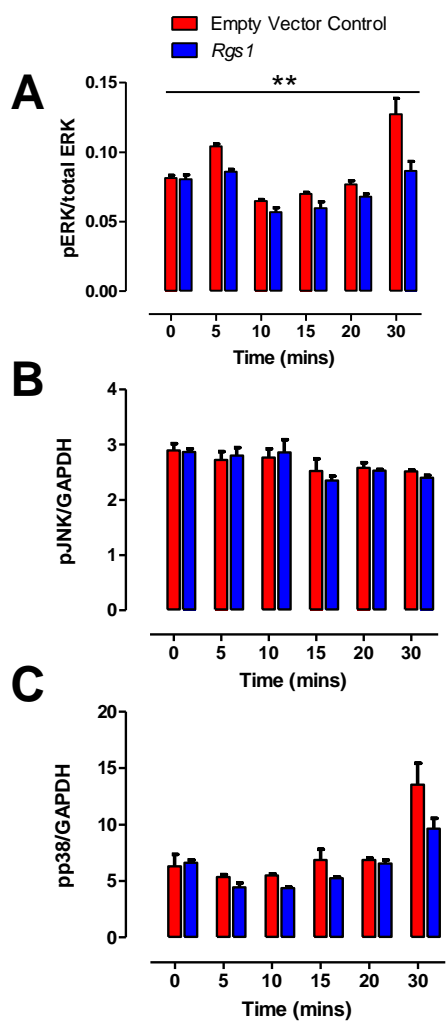 Empty Vector Control
Rgs1
A
**
pERK/total ERK
0.15
0.10
0.05
0.00
0 5 10 15 20 30
Time (mins)
B
pJNK/GAPDH
4
3
2
1
0
0 5 10 15 20 30
Time (mins)
C
pp38/GAPDH
20
15
10
5
0
0 5 10 15 20 30
Time (mins)